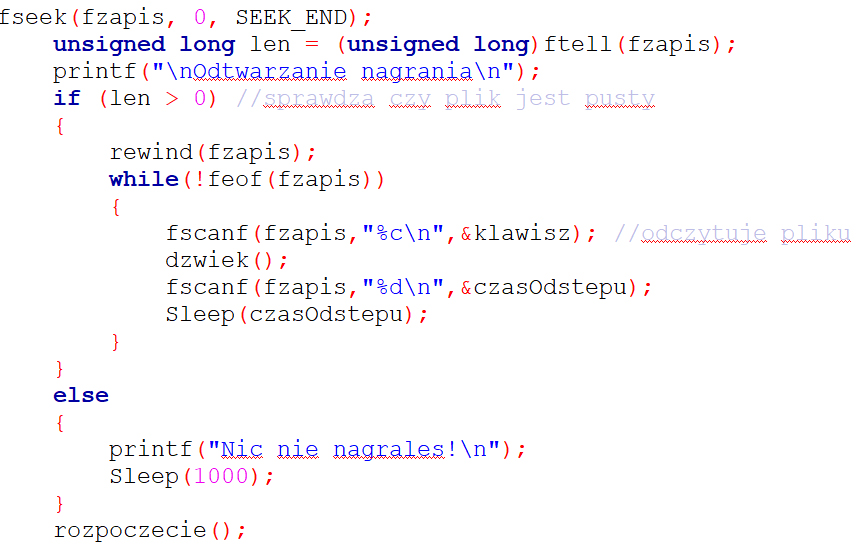 fseek(fzapis, 0, SEEK_END);
unsigned long len = (unsigned long)ftell(fzapis);
printf("\nOdtwarzanie nagrania\n");
if (len > 0) //sprawdza czy plik jest pusty
{
rewind(fzapis);
while(!feof(fzapis))
{
fscanf(fzapis,"%c\n",&klawisz); //odczytuje pliku
dzwiek();
fscanf(fzapis,"%d\n",&czasOdstepu);
Sleep(czasOdstepu);
}
}
else
{
printf("Nic nie nagrales!\n");
Sleep(1000);
}
rozpoczecie();